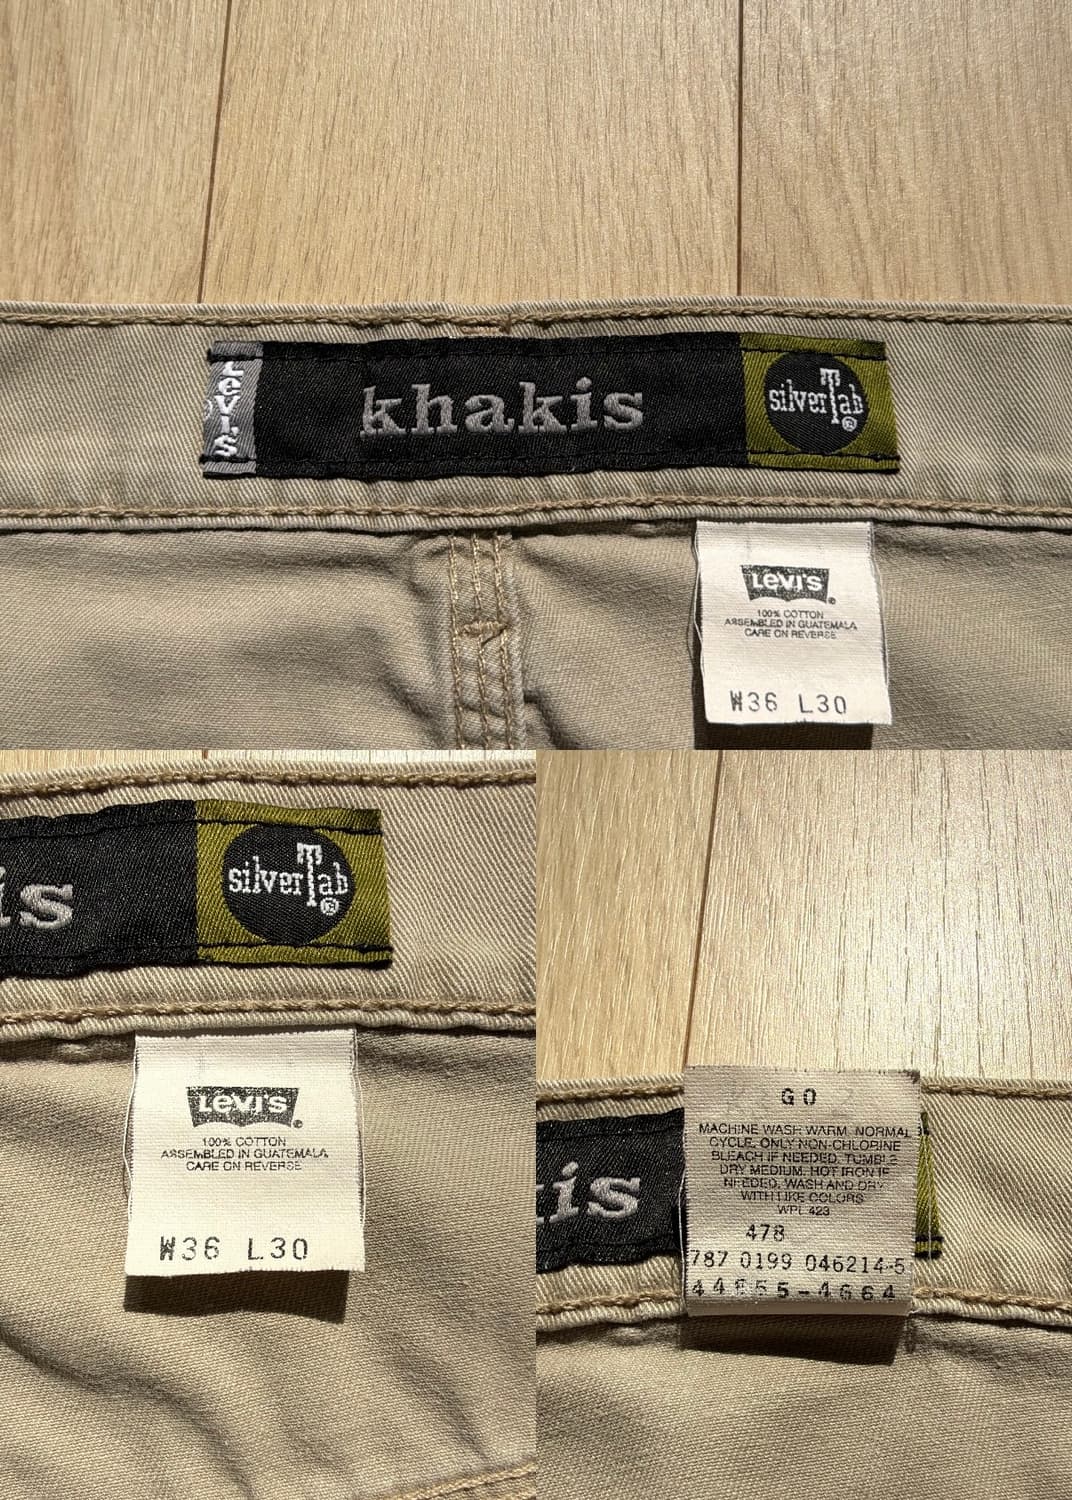 Levi's
khakis
silverTab
®
LEVI'S
®
100% COTTON
ASSEMBLED IN GUATEMALA
CARE ON REVERSE
W36 L30
is
silverTab
®
LEVI'S
®
100% COTTON
ASSEMBLED IN GUATEMALA
CARE ON REVERSE
W36 L30
kis
GO
MACHINE WASH WARM, NORMAL
CYCLE, ONLY NON-CHLORINE
BLEACH IF NEEDED, TUMBLE
DRY MEDIUM, HOT IRON IF
NEEDED, WASH AND DRY
WITH LIKE COLORS
WPL 423
478
787 0199 046214-5